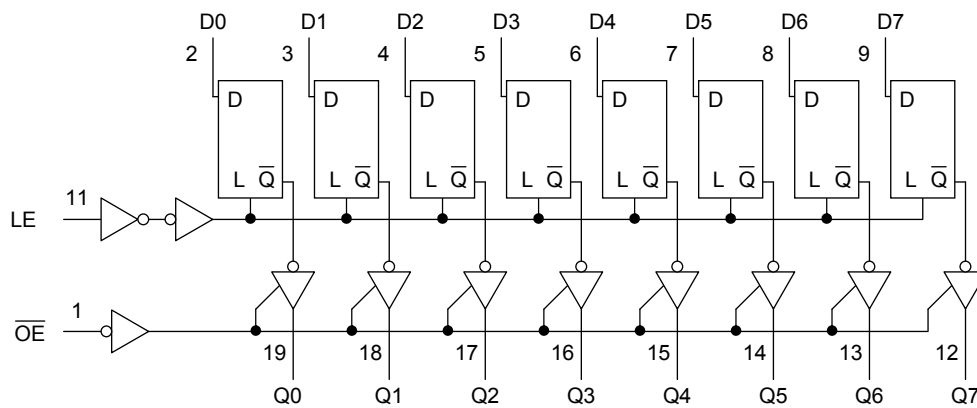 D0 D1 D2 D3 D4 D5 D6 D7
2 3 4 5 6 7 8 9
D D D D D D D D
L Q̅ L Q̅ L Q̅ L Q̅ L Q̅ L Q̅ L Q̅ L Q̅
11
LE
1
O̅E̅
19 18 17 16 15 14 13 12
Q0 Q1 Q2 Q3 Q4 Q5 Q6 Q7